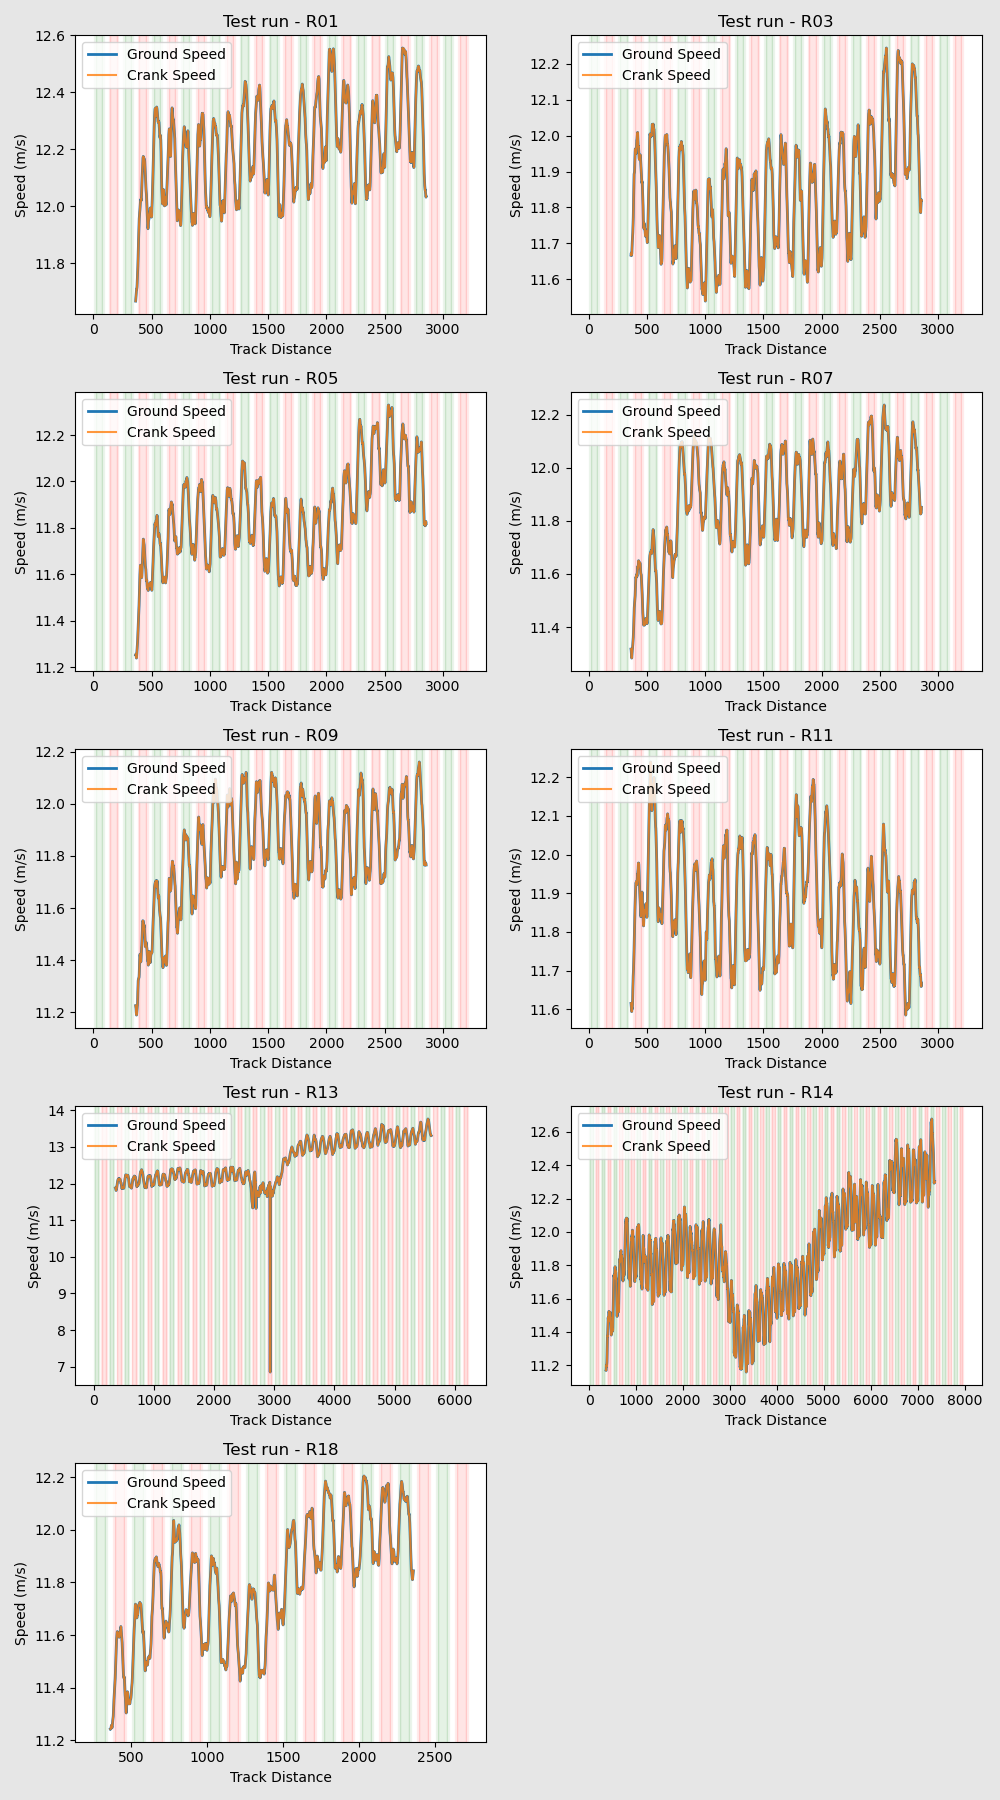 Test run - R01
12.6
12.4
12.2
12.0
11.8
Speed (m/s)
Ground Speed
Crank Speed
0 500 1000 1500 2000 2500 3000
Track Distance
Test run - R03
12.2
12.1
12.0
11.9
11.8
11.7
11.6
Speed (m/s)
Ground Speed
Crank Speed
0 500 1000 1500 2000 2500 3000
Track Distance
Test run - R05
12.2
12.0
11.8
11.6
11.4
11.2
Speed (m/s)
Ground Speed
Crank Speed
0 500 1000 1500 2000 2500 3000
Track Distance
Test run - R07
12.2
12.0
11.8
11.6
11.4
Speed (m/s)
Ground Speed
Crank Speed
0 500 1000 1500 2000 2500 3000
Track Distance
Test run - R09
12.2
12.0
11.8
11.6
11.4
11.2
Speed (m/s)
Ground Speed
Crank Speed
0 500 1000 1500 2000 2500 3000
Track Distance
Test run - R11
12.2
12.1
12.0
11.9
11.8
11.7
11.6
Speed (m/s)
Ground Speed
Crank Speed
0 500 1000 1500 2000 2500 3000
Track Distance
Test run - R13
14
13
12
11
10
9
8
7
Speed (m/s)
Ground Speed
Crank Speed
0 1000 2000 3000 4000 5000 6000
Track Distance
Test run - R14
12.6
12.4
12.2
12.0
11.8
11.6
11.4
11.2
Speed (m/s)
Ground Speed
Crank Speed
0 1000 2000 3000 4000 5000 6000 7000 8000
Track Distance
Test run - R18
12.2
12.0
11.8
11.6
11.4
11.2
Speed (m/s)
Ground Speed
Crank Speed
500 1000 1500 2000 2500
Track Distance